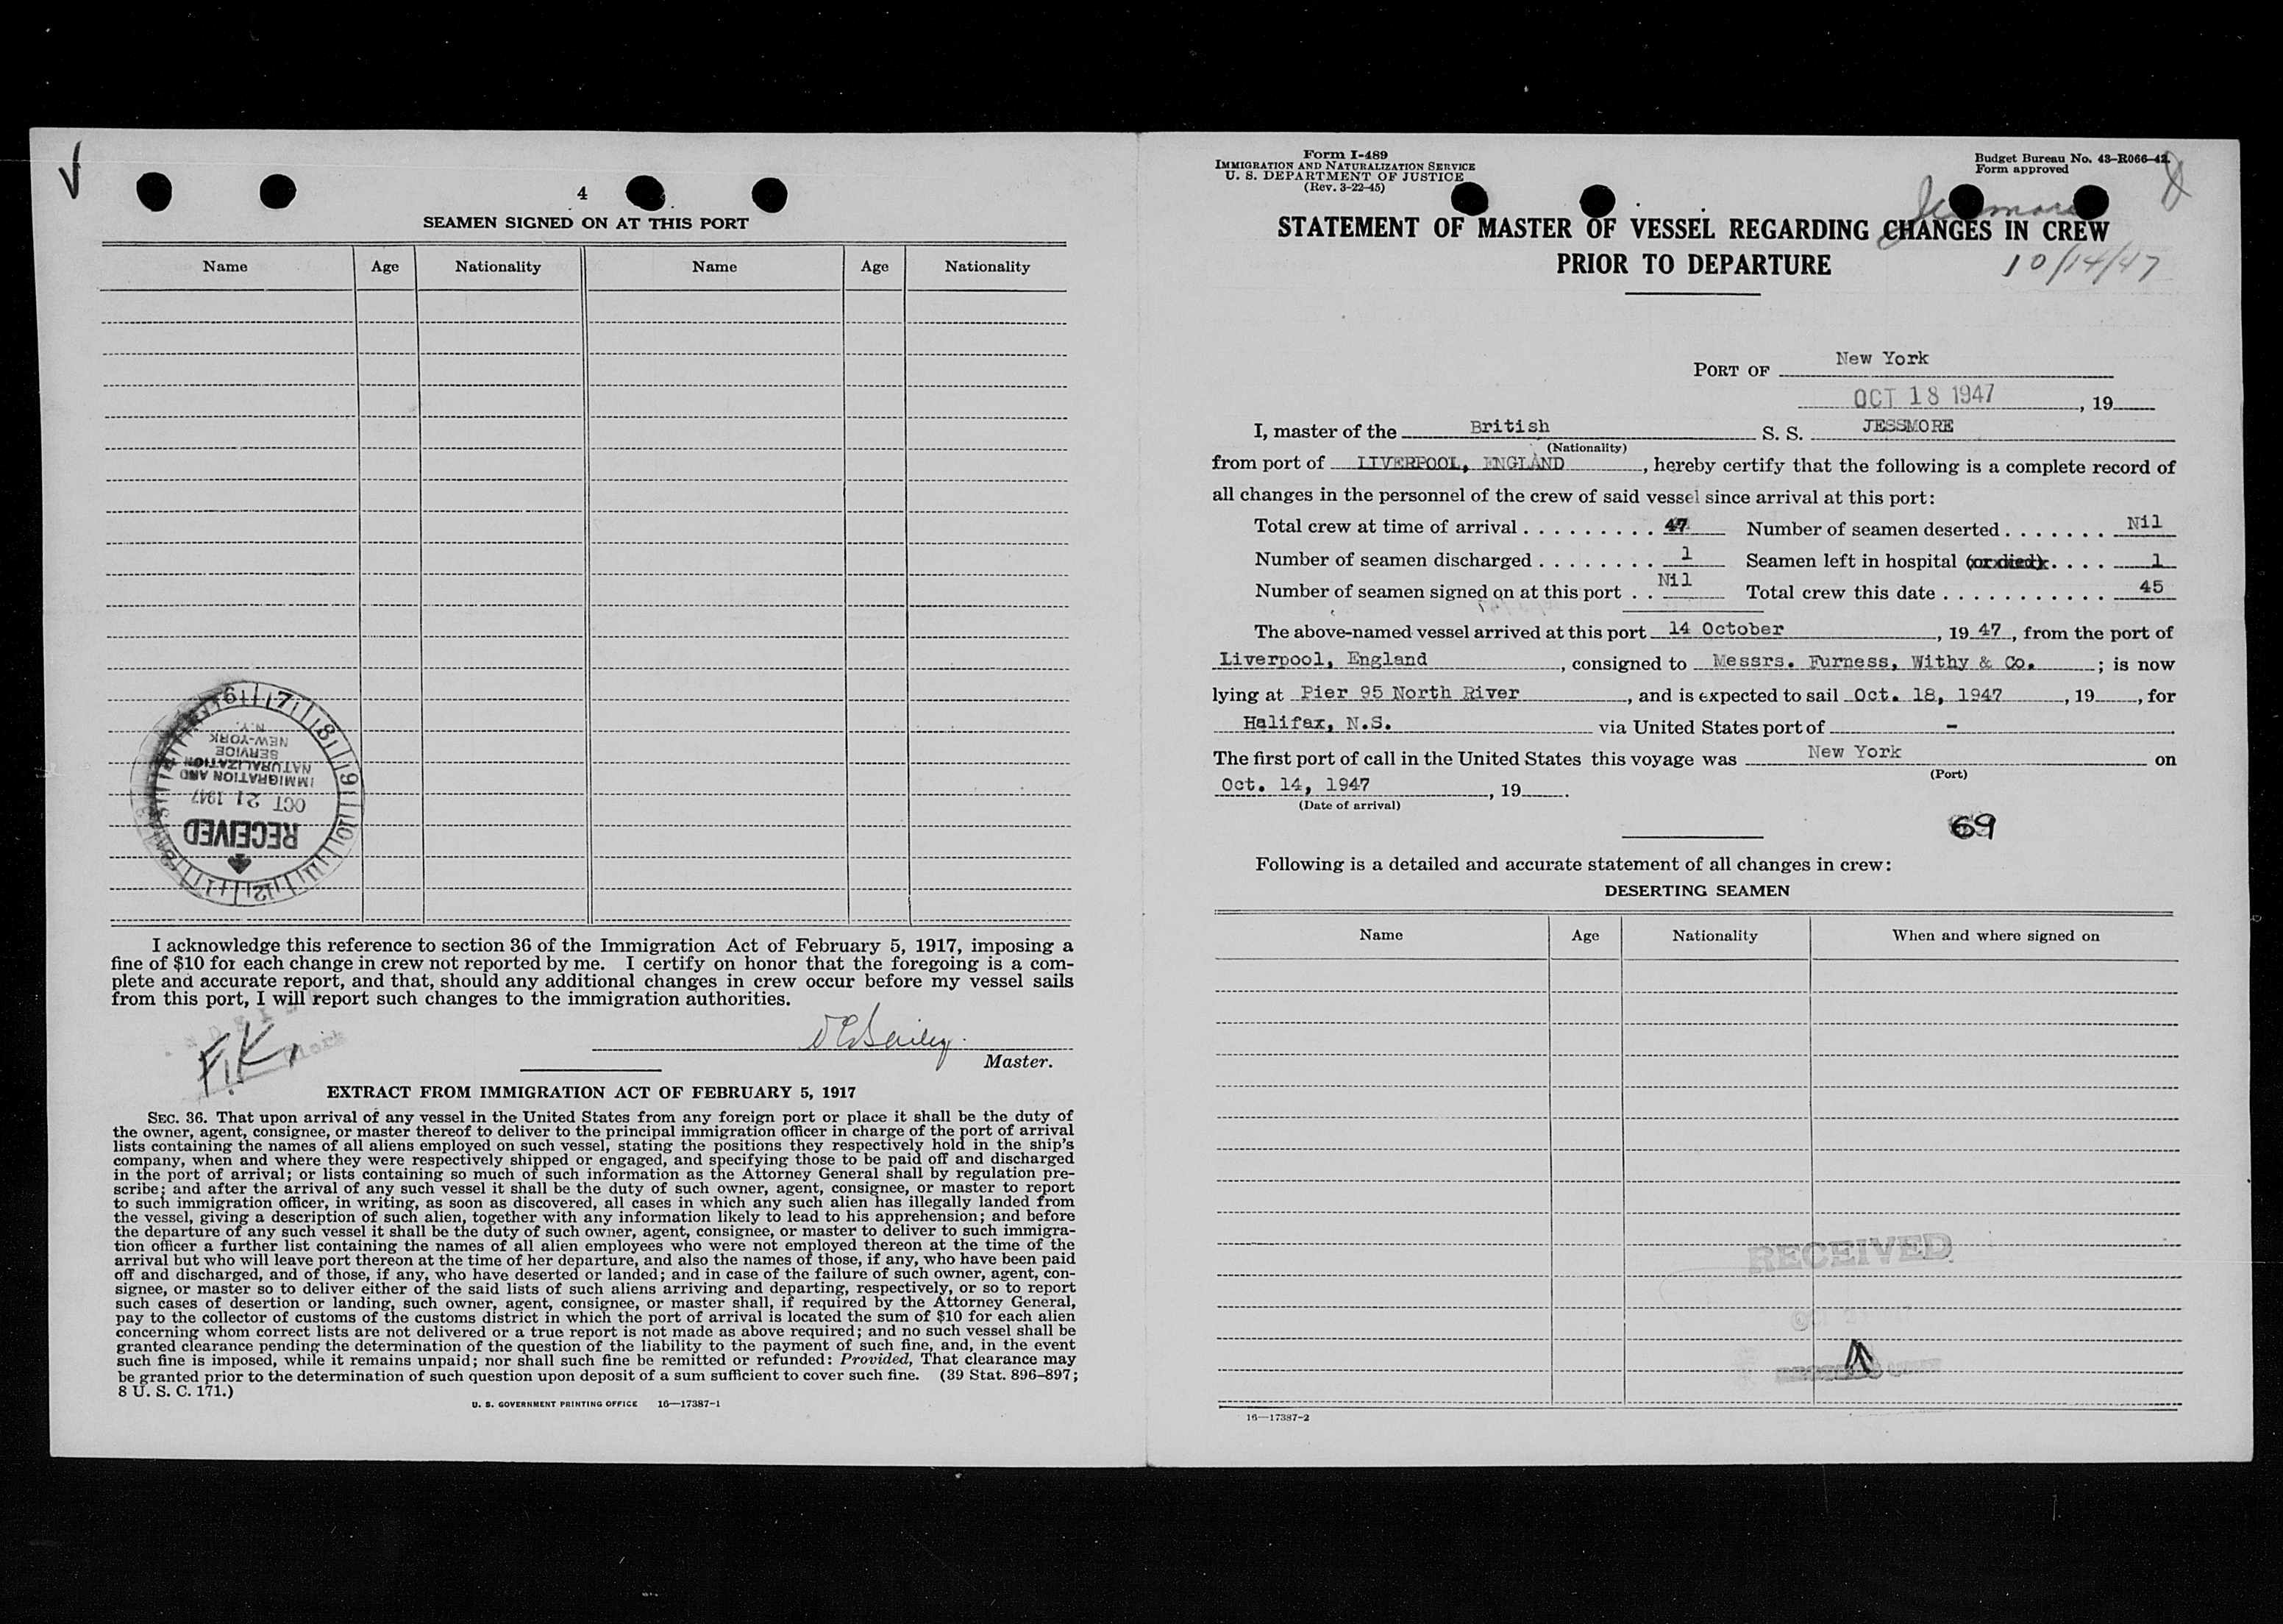 4
SEAMEN SIGNED ON AT THIS PORT
Name Age Nationality Name Age Nationality
6 7 8 9 10 11 12 1
RECEIVED
OCT 21 1947
IMMIGRATION AND
NATURALIZATION
SERVICE
NEW-YORK
N.Y.
I acknowledge this reference to section 36 of the Immigration Act of February 5, 1917, imposing a
fine of $10 for each change in crew not reported by me. I certify on honor that the foregoing is a com-
plete and accurate report, and that, should any additional changes in crew occur before my vessel sails
from this port, I will report such changes to the immigration authorities.
F.K.
Master.
EXTRACT FROM IMMIGRATION ACT OF FEBRUARY 5, 1917
SEC. 36. That upon arrival of any vessel in the United States from any foreign port or place it shall be the duty of
the owner, agent, consignee, or master thereof to deliver to the principal immigration officer in charge of the port of arrival
lists containing the names of all aliens employed on such vessel, stating the positions they respectively hold in the ship's
company, when and where they were respectively shipped or engaged, and specifying those to be paid off and discharged
in the port of arrival; or lists containing so much of such information as the Attorney General shall by regulation pre-
scribe; and after the arrival of any such vessel it shall be the duty of such owner, agent, consignee, or master to report
to such immigration officer, in writing, as soon as discovered, all cases in which any such alien has illegally landed from
the vessel, giving a description of such alien, together with any information likely to lead to his apprehension; and before
the departure of any such vessel it shall be the duty of such owner, agent, consignee, or master to deliver to such immigra-
tion officer a further list containing the names of all alien employees who were not employed thereon at the time of the
arrival but who will leave port thereon at the time of her departure, and also the names of those, if any, who have been paid
off and discharged, and of those, if any, who have deserted or landed; and in case of the failure of such owner, agent, con-
signee, or master so to deliver either of the said lists of such aliens arriving and departing, respectively, or so to report
such cases of desertion or landing, such owner, agent, consignee, or master shall, if required by the Attorney General,
pay to the collector of customs of the customs district in which the port of arrival is located the sum of $10 for each alien
concerning whom correct lists are not delivered or a true report is not made as above required; and no such vessel shall be
granted clearance pending the determination of the question of the liability to the payment of such fine, and, in the event
such fine is imposed, while it remains unpaid; nor shall such fine be remitted or refunded: Provided, That clearance may
be granted prior to the determination of such question upon deposit of a sum sufficient to cover such fine. (39 Stat. 896–897;
8 U. S. C. 171.)
U. S. GOVERNMENT PRINTING OFFICE 16—17387-1
Form I-489
IMMIGRATION AND NATURALIZATION SERVICE
U. S. DEPARTMENT OF JUSTICE
(Rev. 3-22-45)
Budget Bureau No. 43-R066-42.
Form approved
STATEMENT OF MASTER OF VESSEL REGARDING CHANGES IN CREW
PRIOR TO DEPARTURE
10/14/47
PORT OF New York
OCT 18 1947, 19
I, master of the British S. S. JESSMORE
(Nationality)
from port of LIVERPOOL, ENGLAND, hereby certify that the following is a complete record of
all changes in the personnel of the crew of said vessel since arrival at this port:
Total crew at time of arrival . . . . . . . . . 47 Number of seamen deserted . . . . . . . Nil
Number of seamen discharged . . . . . . . . 1 Seamen left in hospital (or died) . . . . 1
Number of seamen signed on at this port . . Nil Total crew this date . . . . . . . . . . . 45
The above-named vessel arrived at this port 14 October, 19 47, from the port of
Liverpool, England, consigned to Messrs. Furness, Withy & Co.; is now
lying at Pier 95 North River, and is expected to sail Oct. 18, 1947, 19, for
Halifax, N.S. via United States port of -.
The first port of call in the United States this voyage was New York on
(Port)
Oct. 14, 1947, 19.
(Date of arrival)
69
Following is a detailed and accurate statement of all changes in crew:
DESERTING SEAMEN
Name Age Nationality When and where signed on
RECEIVED
16—17387-2